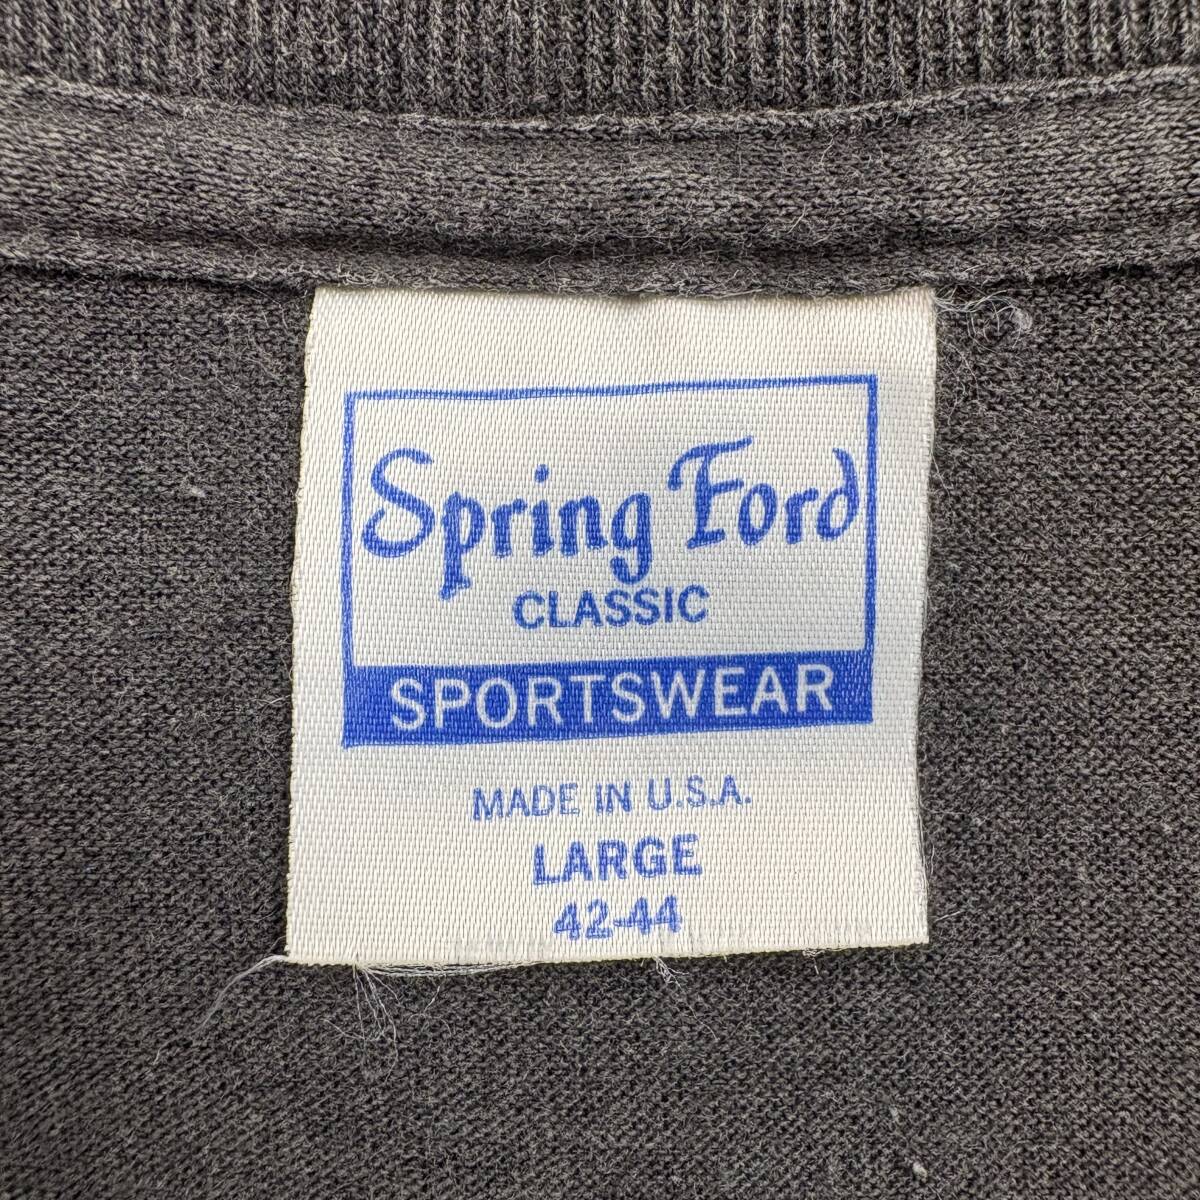 Spring Ford
CLASSIC
SPORTSWEAR
MADE IN U.S.A.
LARGE
42-44